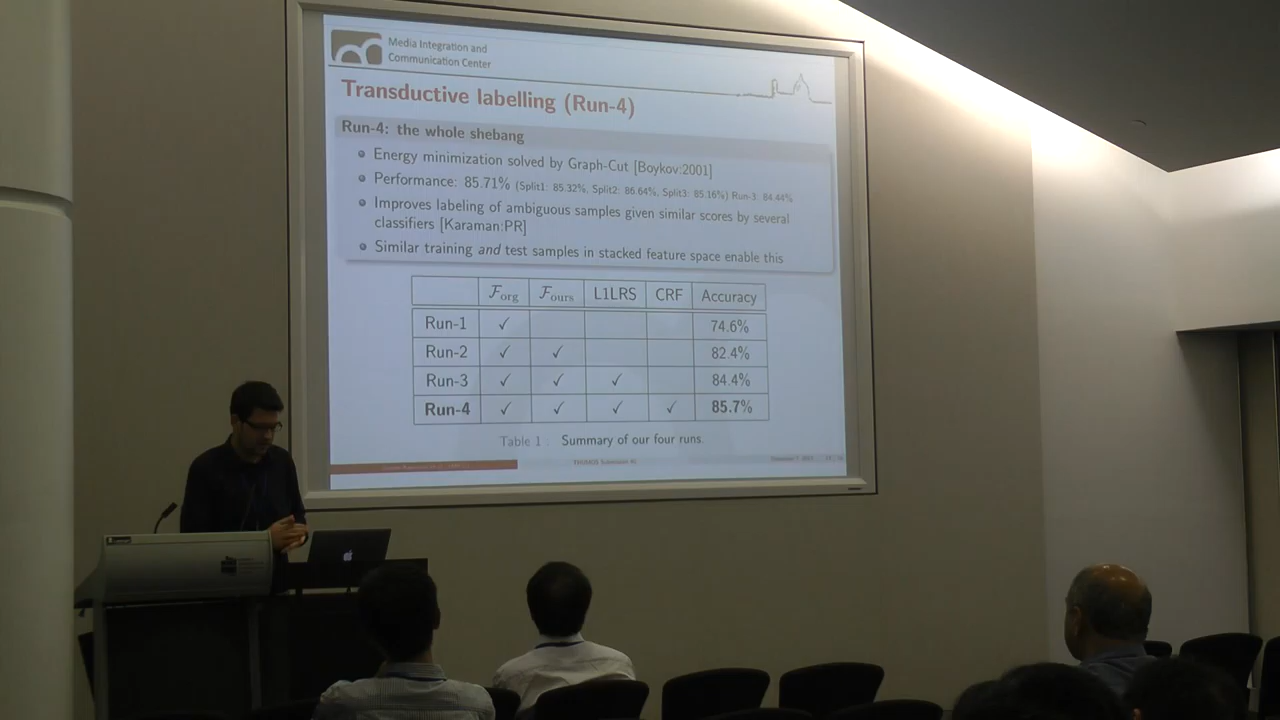 Media Integration and
Communication Center
Transductive labelling (Run-4)
Run-4: the whole shebang
Energy minimization solved by Graph-Cut [Boykov:2001]
Performance: 85.71% (Split1: 85.32%, Split2: 86.64%, Split3: 85.16%) Run-3: 84.44%
Improves labeling of ambiguous samples given similar scores by several
classifiers [Karaman:PR]
Similar training and test samples in stacked feature space enable this
F_org F_ours L1LRS CRF Accuracy
Run-1 ✓ 74.6%
Run-2 ✓ ✓ 82.4%
Run-3 ✓ ✓ ✓ 84.4%
Run-4 ✓ ✓ ✓ ✓ 85.7%
Table 1 Summary of our four runs.